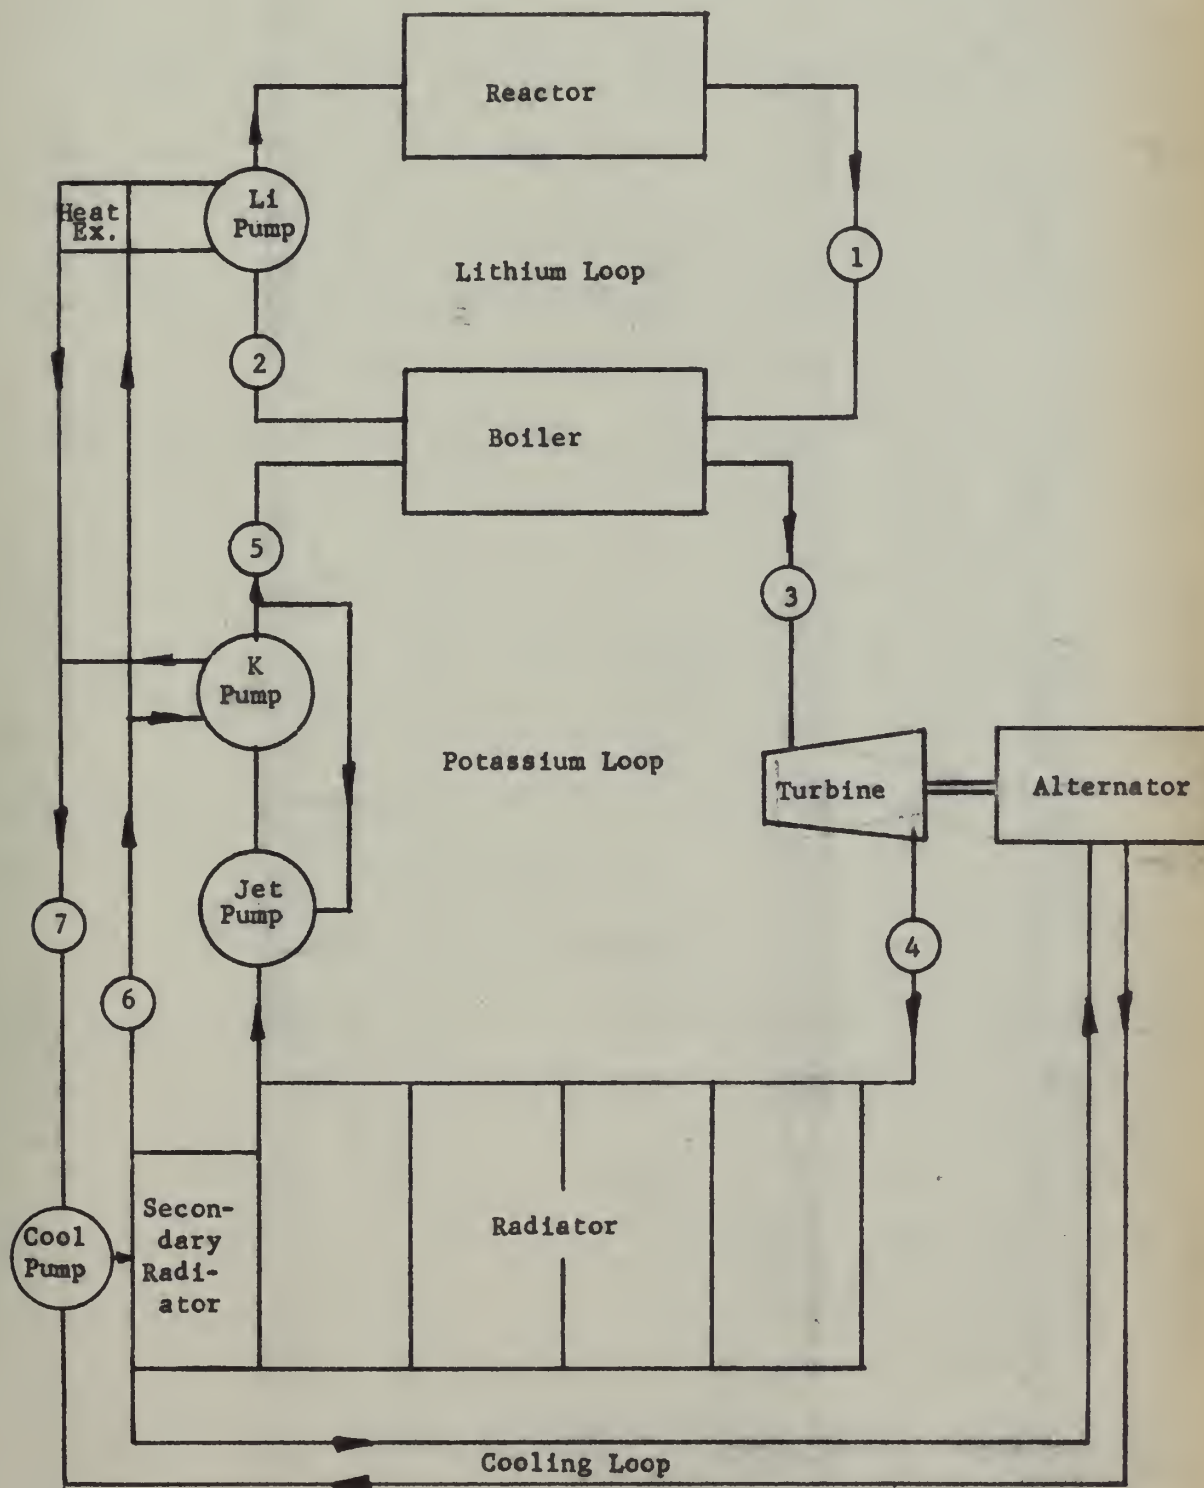 Reactor
Li
Pump
Heat
Ex.
Lithium Loop
1
2
Boiler
5
3
K
Pump
Potassium Loop
Turbine
Alternator
Jet
Pump
7
4
6
Secon-
dary
Radi-
ator
Cool
Pump
Radiator
Cooling Loop